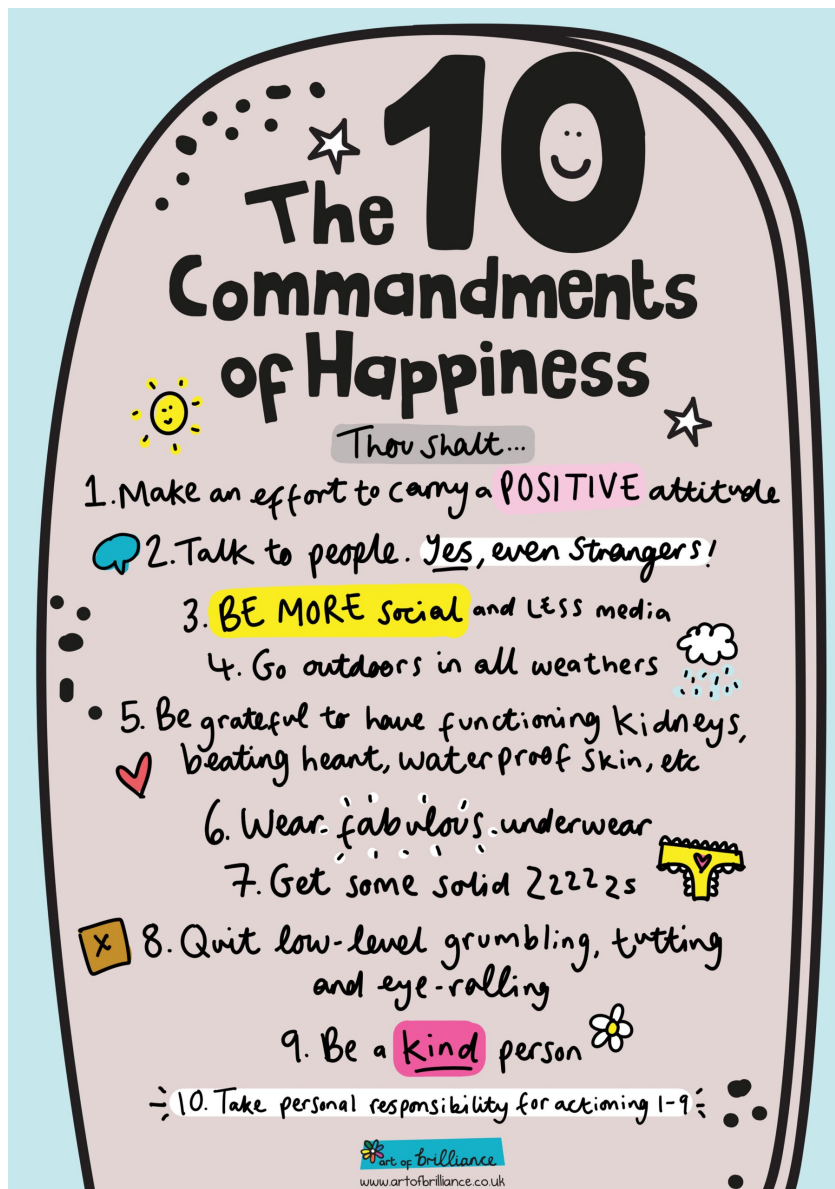 The 10
Commandments
of Happiness
Thou shalt...
1. Make an effort to carry a POSITIVE attitude
2. Talk to people. Yes, even strangers!
3. BE MORE social and LESS media
4. Go outdoors in all weathers
5. Be grateful to have functioning kidneys,
beating heart, waterproof skin, etc
6. Wear fabulous underwear
7. Get some solid ZZZZZs
x 8. Quit low-level grumbling, tutting
and eye-rolling
9. Be a kind person
10. Take personal responsibility for actioning 1-9
art of brilliance
www.artofbrilliance.co.uk